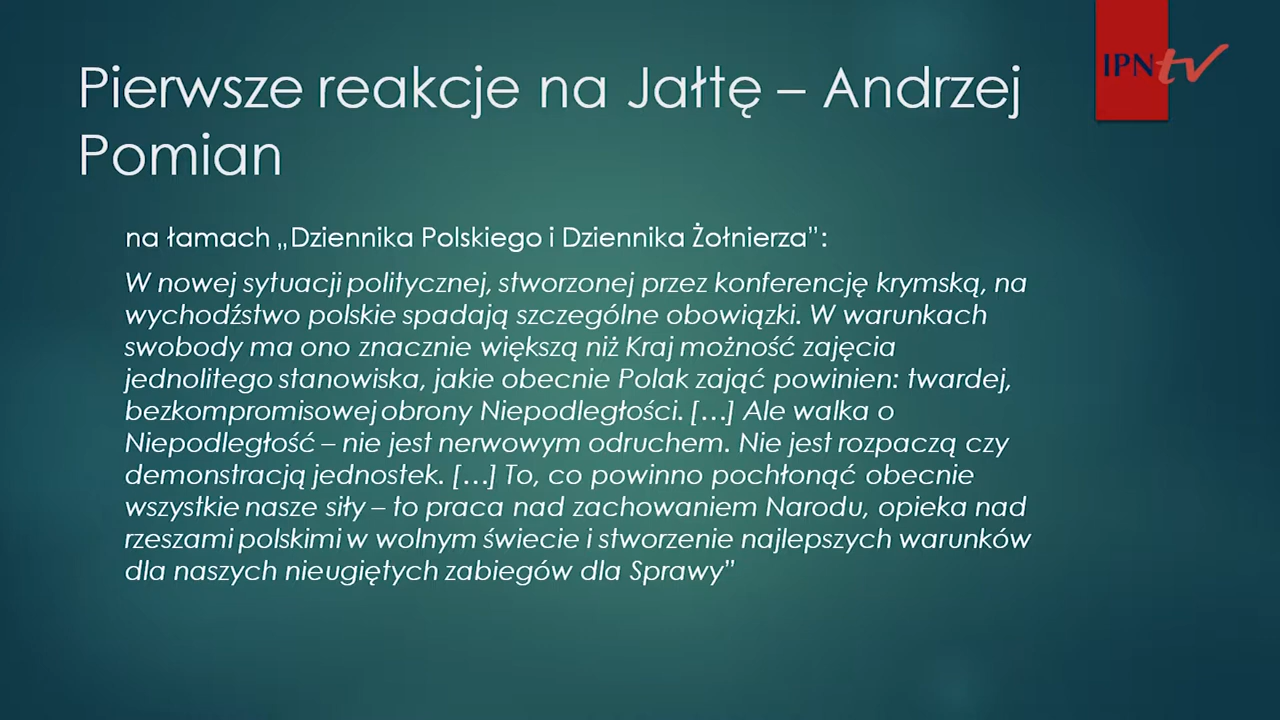 Pierwsze reakcje na Jałtę – Andrzej
Pomian
IPNtv
na łamach „Dziennika Polskiego i Dziennika Żołnierza”:
W nowej sytuacji politycznej, stworzonej przez konferencję krymską, na
wychodźstwo polskie spadają szczególne obowiązki. W warunkach
swobody ma ono znacznie większą niż Kraj możność zajęcia
jednolitego stanowiska, jakie obecnie Polak zająć powinien: twardej,
bezkompromisowej obrony Niepodległości. […] Ale walka o
Niepodległość – nie jest nerwowym odruchem. Nie jest rozpaczą czy
demonstracją jednostek. […] To, co powinno pochłonąć obecnie
wszystkie nasze siły – to praca nad zachowaniem Narodu, opieka nad
rzeszami polskimi w wolnym świecie i stworzenie najlepszych warunków
dla naszych nieugiętych zabiegów dla Sprawy”